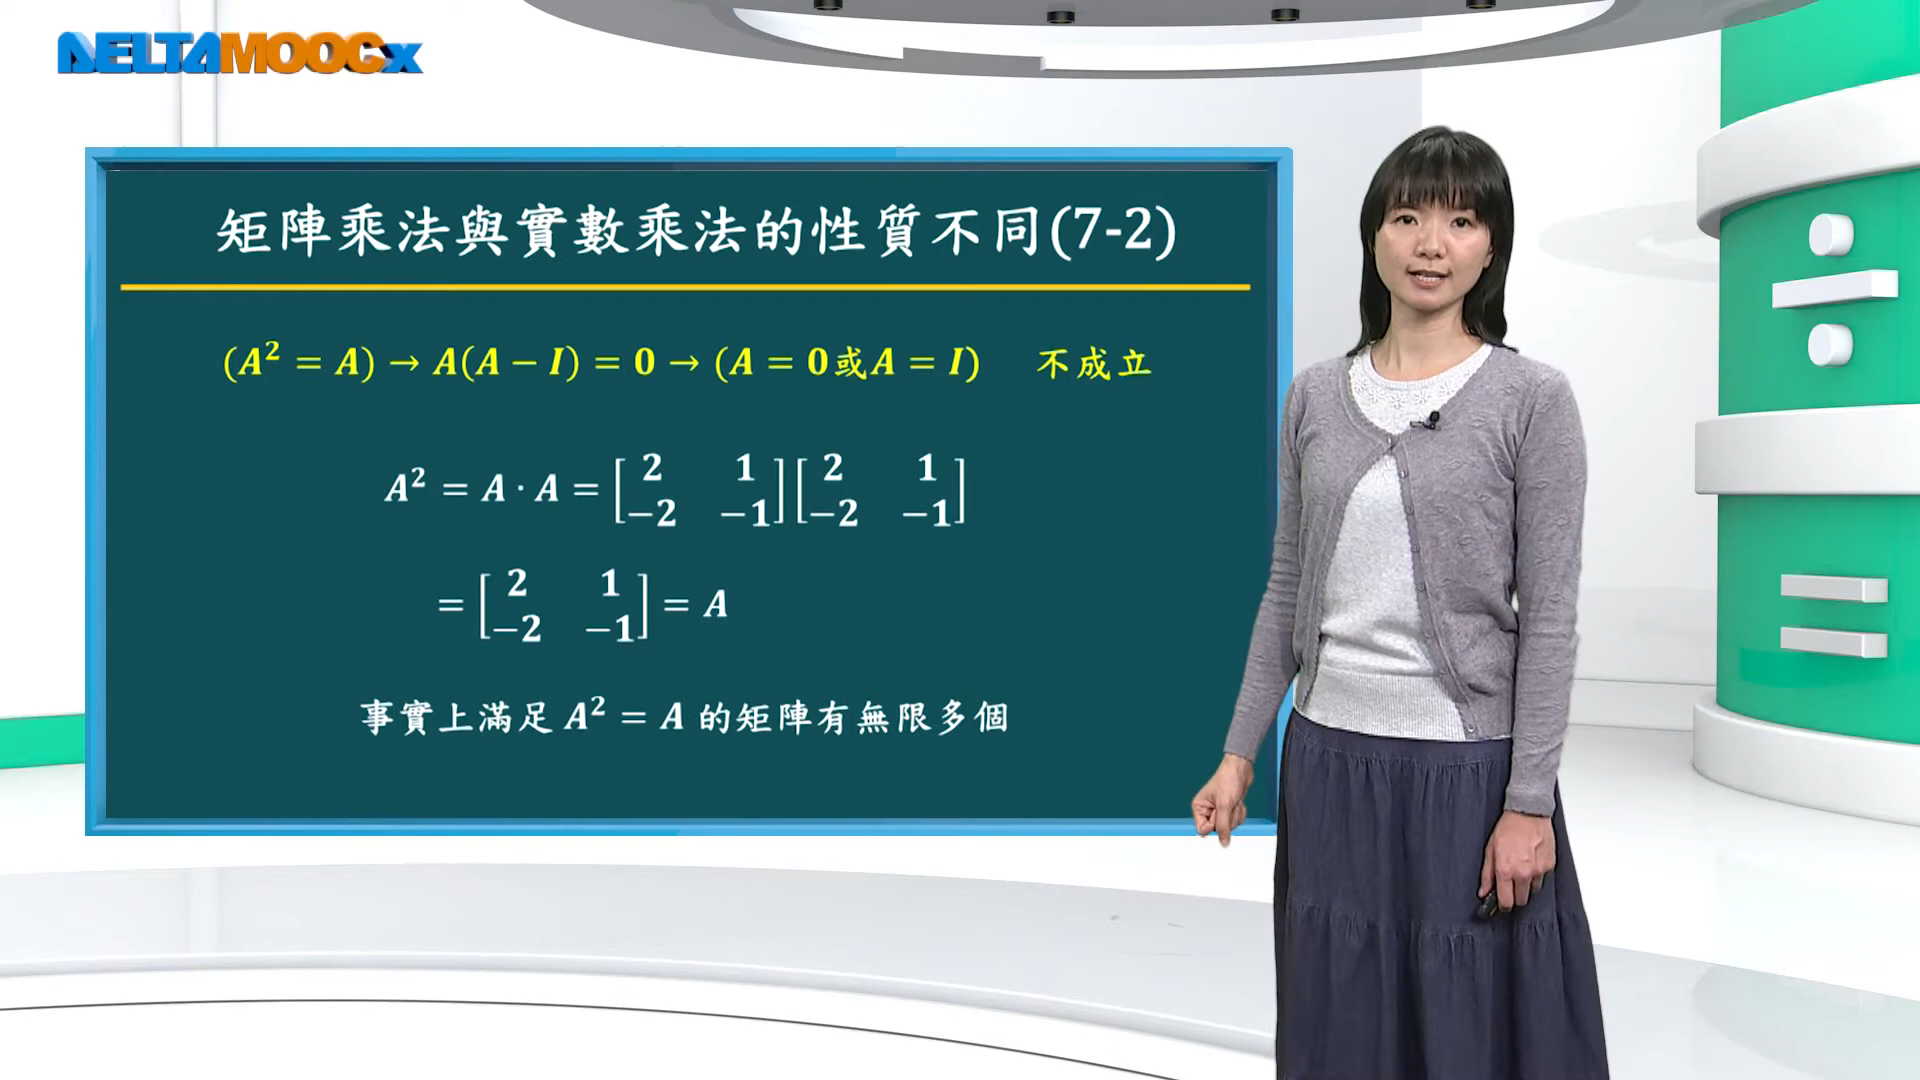 DELTAMOOCx
矩陣乘法與實數乘法的性質不同(7-2)
(A² = A) → A(A − I) = 0 → (A = 0或A = I) 不成立
A² = A · A = [2 1; −2 −1][2 1; −2 −1]
= [2 1; −2 −1] = A
事實上滿足 A² = A 的矩陣有無限多個